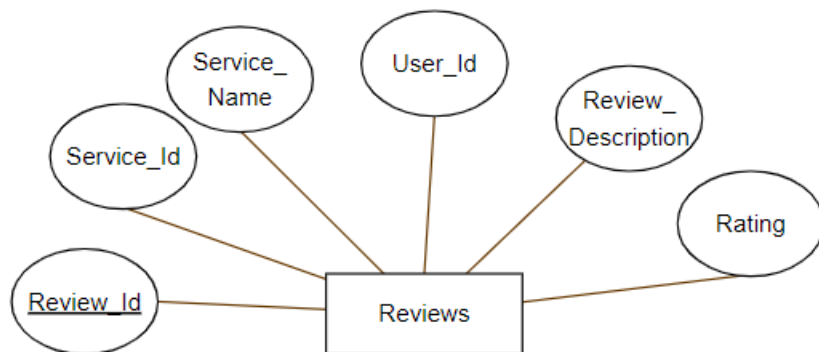 Service_
Name
User_Id
Review_
Description
Service_Id
Rating
Review_Id
Reviews